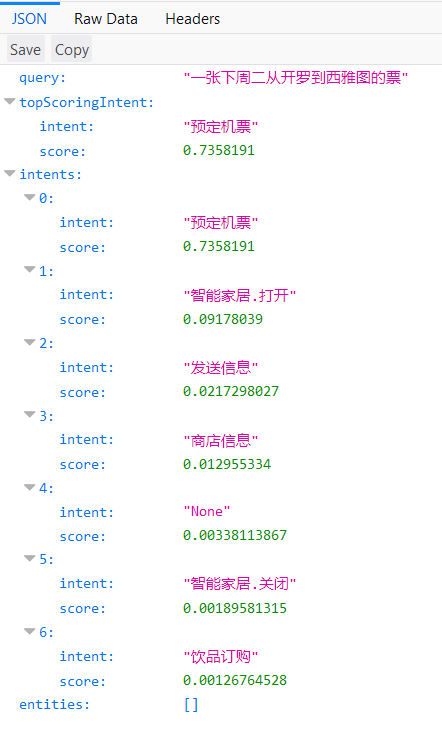 JSON Raw Data Headers
Save Copy
query: "一张下周二从开罗到西雅图的票"
topScoringIntent:
intent: "预定机票"
score: 0.7358191
intents:
0:
intent: "预定机票"
score: 0.7358191
1:
intent: "智能家居.打开"
score: 0.09178039
2:
intent: "发送信息"
score: 0.0217298027
3:
intent: "商店信息"
score: 0.012955334
4:
intent: "None"
score: 0.00338113867
5:
intent: "智能家居.关闭"
score: 0.00189581315
6:
intent: "饮品订购"
score: 0.00126764528
entities: []